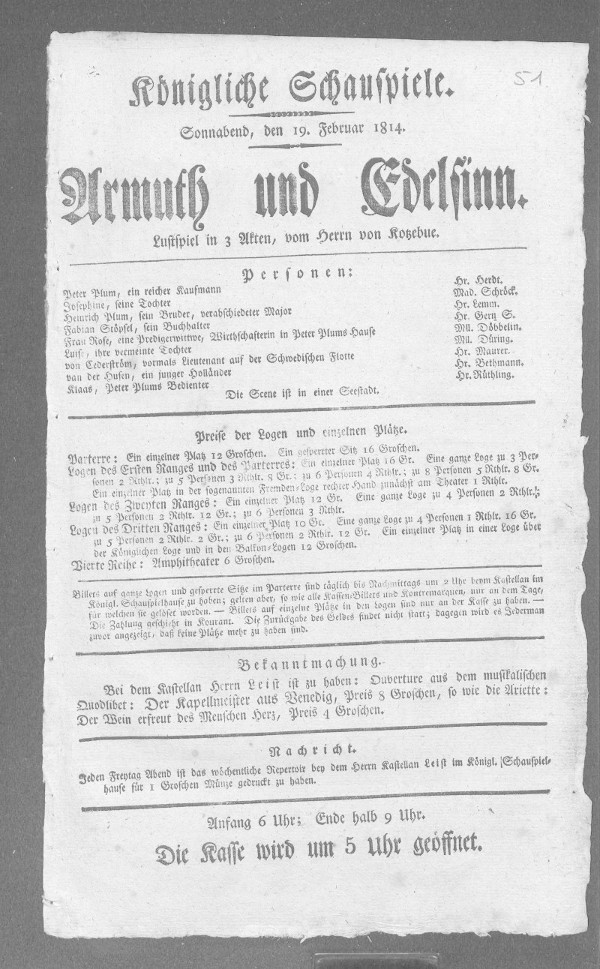 51
Königliche Schauspiele.
Sonnabend, den 19. Februar 1814.
Armuth und Edelsinn.
Lustspiel in 3 Akten, vom Herrn von Kotzebue.
Personen:
Peter Plum, ein reicher Kaufmann
Josephine, seine Tochter Hr. Herdt.
Heinrich Plum, sein Bruder, verabschiedeter Major Mad. Schröck.
Fabian Stöpsel, sein Buchhalter Hr. Lemm.
Frau Rose, eine Predigerwittwe, Wirthschafterin in Peter Plums Hause Hr. Gern S.
Luise, ihre vermeinte Tochter Mll. Döbbelin.
von Cederström, vormals Lieutenant auf der Schwedischen Flotte Mll. Düring.
van der Husen, ein junger Holländer Hr. Maurer.
Klaas, Peter Plums Bedienter Hr. Bethmann.
Hr. Rüthling.
Die Scene ist in einer Seestadt.
Preise der Logen und einzelnen Plätze.
Parterre: Ein einzelner Platz 12 Groschen. Ein gesperrter Sitz 16 Groschen.
Logen des Ersten Ranges und des Parterres: Ein einzelner Platz 16 Gr. Eine ganze Loge zu 3 Per-
sonen 2 Rthlr.; zu 5 Personen 3 Rthlr. 8 Gr.; zu 6 Personen 4 Rthlr.; zu 8 Personen 5 Rthlr. 8 Gr.
Ein einzelner Platz in der sogenannten Fremden-Loge rechter Hand zunächst am Theater 1 Rthlr.
Logen des Zweyten Ranges: Ein einzelner Platz 12 Gr. Eine ganze Loge zu 4 Personen 2 Rthlr.;
zu 5 Personen 2 Rthlr. 12 Gr.; zu 6 Personen 3 Rthlr.
Logen des Dritten Ranges: Ein einzelner Platz 10 Gr. Eine ganze Loge zu 4 Personen 1 Rthlr. 16 Gr.
zu 5 Personen 2 Rthlr. 2 Gr.; zu 6 Personen 2 Rthlr. 12 Gr. Ein einzelner Platz in einer Loge über
der Königlichen Loge und in den Balkon-Logen 12 Groschen.
Vierte Reihe: Amphitheater 6 Groschen.
Billets auf ganze Logen und gesperrte Sitze im Parterre sind täglich bis Nachmittags um 2 Uhr beym Kastellan im
Königl. Schauspielhause zu haben; gelten aber, so wie alle Kassen-Billets und Kontremarquen, nur an dem Tage,
für welchen sie gelöset worden. — Billets auf einzelne Plätze in den Logen sind nur an der Kasse zu haben. —
Die Zahlung geschieht in Kourant. Die Zurückgabe des Geldes findet nicht statt; dagegen wird es Jederman
zuvor angezeigt, daß keine Plätze mehr zu haben sind.
Bekanntmachung.
Bei dem Kastellan Herrn Leist ist zu haben: Ouverture aus dem musikalischen
Quodlibet: Der Kapellmeister aus Venedig, Preis 8 Groschen, so wie die Ariette:
Der Wein erfreut des Menschen Herz, Preis 4 Groschen.
Nachricht.
Jeden Freytag Abend ist das wöchentliche Repertoir bey dem Herrn Kastellan Leist im Königl. Schauspiel-
hause für 1 Groschen Münze gedruckt zu haben.
Anfang 6 Uhr; Ende halb 9 Uhr.
Die Kasse wird um 5 Uhr geöffnet.